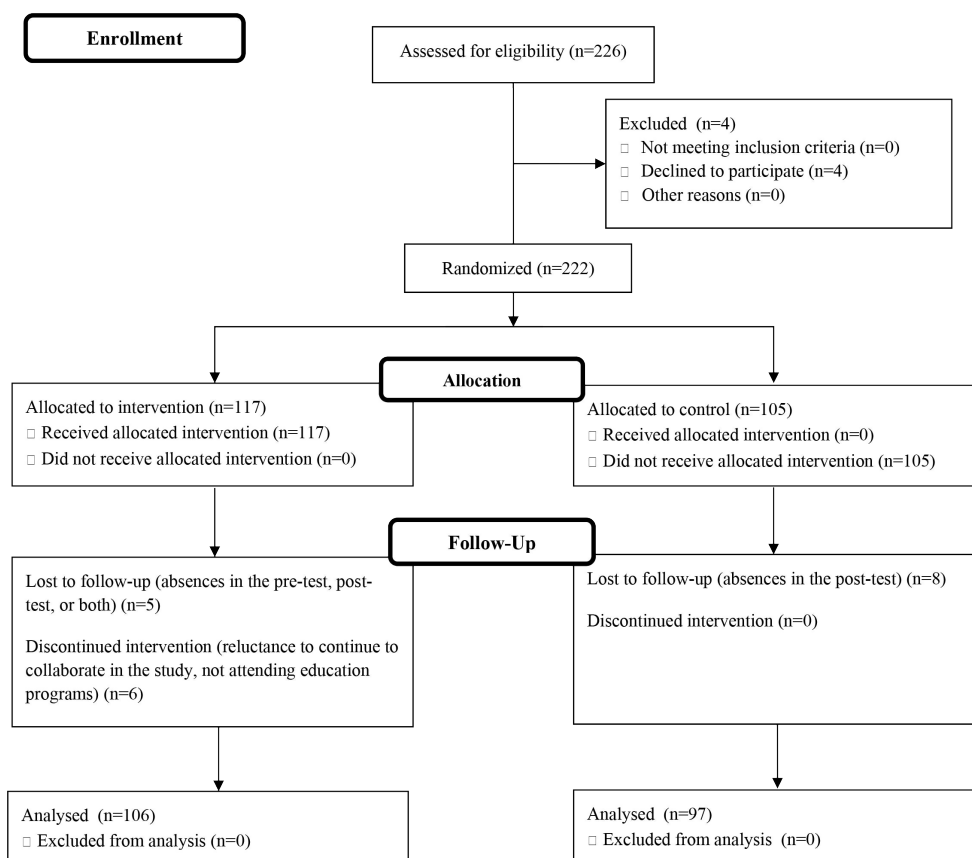 Enrollment
Assessed for eligibility (n=226)
Excluded (n=4)
□ Not meeting inclusion criteria (n=0)
□ Declined to participate (n=4)
□ Other reasons (n=0)
Randomized (n=222)
Allocation
Allocated to intervention (n=117)
□ Received allocated intervention (n=117)
□ Did not receive allocated intervention (n=0)
Allocated to control (n=105)
□ Received allocated intervention (n=0)
□ Did not receive allocated intervention (n=105)
Follow-Up
Lost to follow-up (absences in the pre-test, post-
test, or both) (n=5)
Discontinued intervention (reluctance to continue to
collaborate in the study, not attending education
programs) (n=6)
Lost to follow-up (absences in the post-test) (n=8)
Discontinued intervention (n=0)
Analysed (n=106)
□ Excluded from analysis (n=0)
Analysed (n=97)
□ Excluded from analysis (n=0)